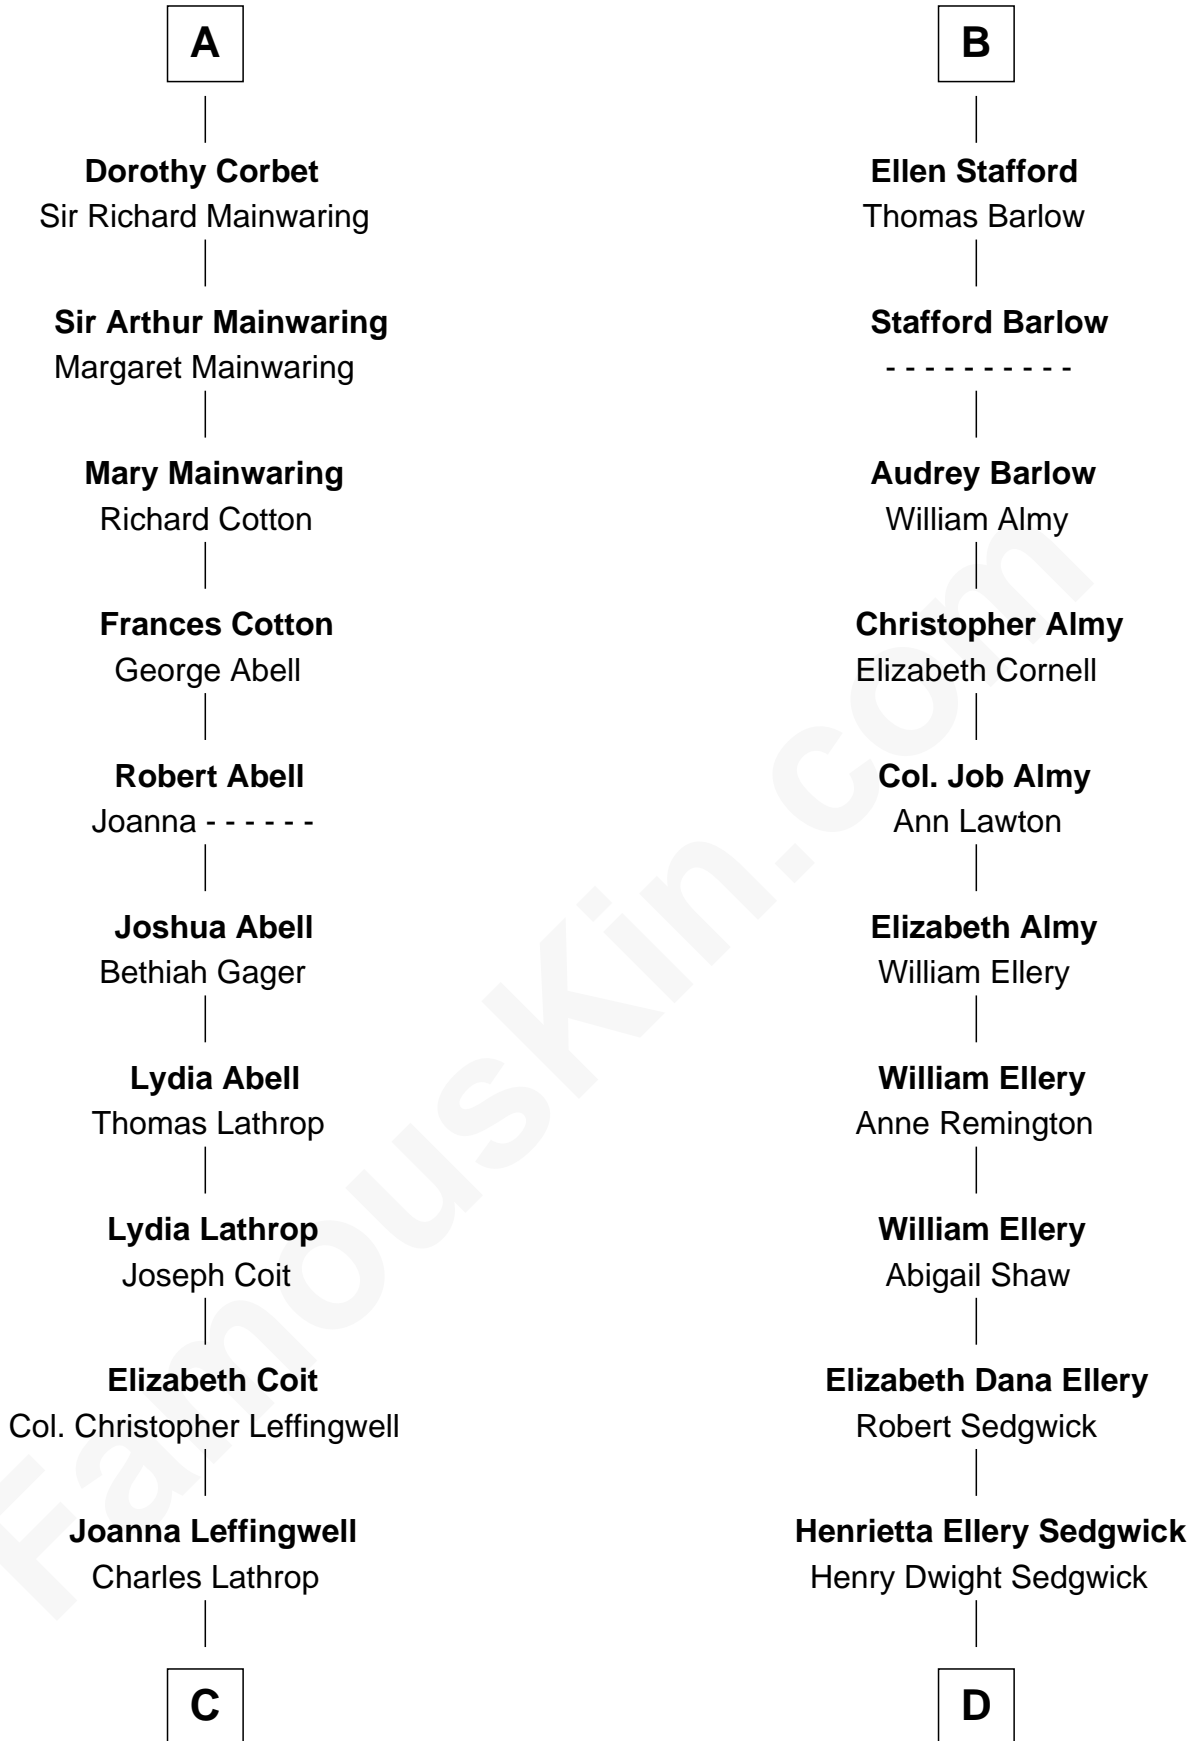 A
Dorothy Corbet
Sir Richard Mainwaring
Sir Arthur Mainwaring
Margaret Mainwaring
Mary Mainwaring
Richard Cotton
Frances Cotton
George Abell
Robert Abell
Joanna - - - - - -
Joshua Abell
Bethiah Gager
Lydia Abell
Thomas Lathrop
Lydia Lathrop
Joseph Coit
Elizabeth Coit
Col. Christopher Leffingwell
Joanna Leffingwell
Charles Lathrop
C
B
Ellen Stafford
Thomas Barlow
Stafford Barlow
- - - - - - - - - -
Audrey Barlow
William Almy
Christopher Almy
Elizabeth Cornell
Col. Job Almy
Ann Lawton
Elizabeth Almy
William Ellery
William Ellery
Anne Remington
William Ellery
Abigail Shaw
Elizabeth Dana Ellery
Robert Sedgwick
Henrietta Ellery Sedgwick
Henry Dwight Sedgwick
D
FamousKin.com